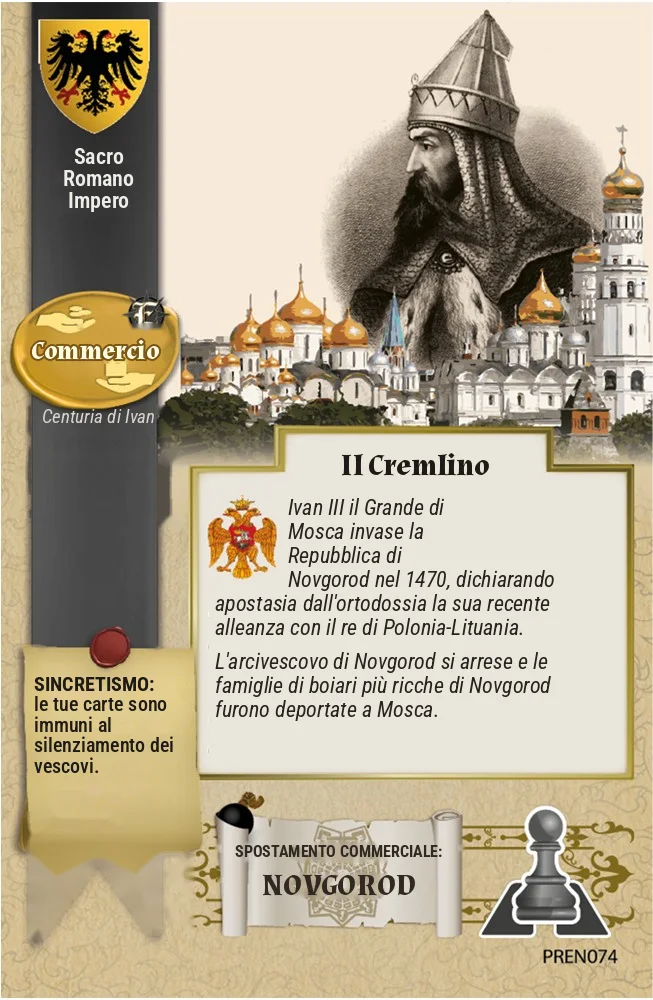 Sacro
Romano
Impero
Commercio
Centuria di Ivan
Il Cremlino
Ivan III il Grande di
Mosca invase la
Repubblica di
Novgorod nel 1470, dichiarando
apostasia dall'ortodossia la sua recente
alleanza con il re di Polonia-Lituania.
L'arcivescovo di Novgorod si arrese e le
famiglie di boiari più ricche di Novgorod
furono deportate a Mosca.
SINCRETISMO:
le tue carte sono
immuni al
silenziamento dei
vescovi.
SPOSTAMENTO COMMERCIALE:
NOVGOROD
PREN074